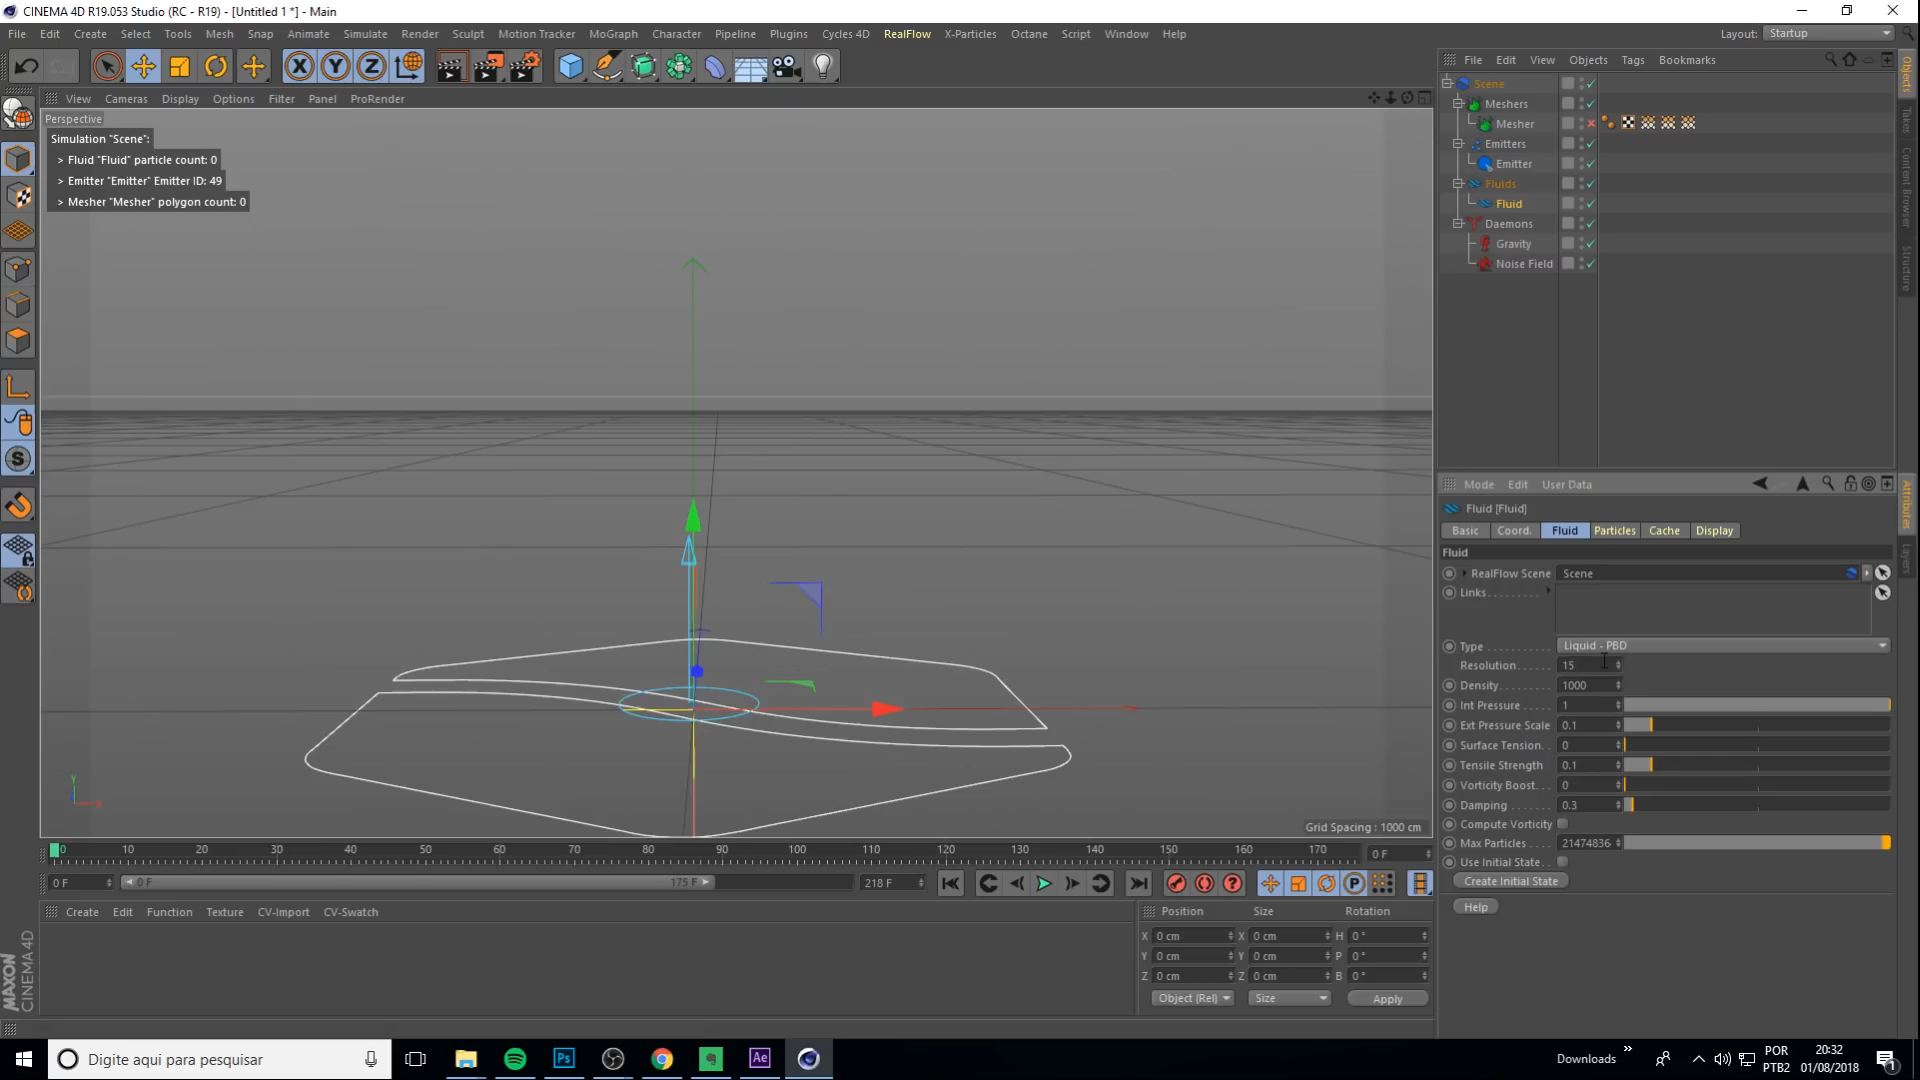 CINEMA 4D R19.053 Studio (RC - R19) - [Untitled 1 *] - Main
File Edit Create Select Tools Mesh Snap Animate Simulate Render Sculpt Motion Tracker MoGraph Character Pipeline Plugins Cycles 4D RealFlow X-Particles Octane Script Window Help Layout: Startup
X Y Z
File Edit View Objects Tags Bookmarks
View Cameras Display Options Filter Panel ProRender
Perspective
Simulation "Scene":
> Fluid "Fluid" particle count: 0
> Emitter "Emitter" Emitter ID: 49
> Mesher "Mesher" polygon count: 0
Scene
Meshers
Mesher
Emitters
Emitter
Fluids
Fluid
Daemons
Gravity
Noise Field
Objects
Takes
Content Browser
Structure
Mode Edit User Data
Fluid [Fluid]
Basic Coord. Fluid Particles Cache Display
Fluid
RealFlow Scene Scene
Links
Type Liquid - PBD
Resolution 15
Density 1000
Int Pressure 1
Ext Pressure Scale 0.1
Surface Tension 0
Tensile Strength 0.1
Vorticity Boost 0
Damping 0.3
Compute Vorticity
Max Particles 21474836
Use Initial State
Create Initial State
Help
Attributes
Layers
Y
X
Grid Spacing : 1000 cm
0 10 20 30 40 50 60 70 80 90 100 110 120 130 140 150 160 170 0 F
0 F 0 F 175 F 218 F
Create Edit Function Texture CV-Import CV-Swatch
Position Size Rotation
X 0 cm X 0 cm H 0 °
Y 0 cm Y 0 cm P 0 °
Z 0 cm Z 0 cm B 0 °
Object (Rel) Size Apply
MAXON
CINEMA 4D
Digite aqui para pesquisar
Ps
Ae
Downloads
POR
PTB2
20:32
01/08/2018
1